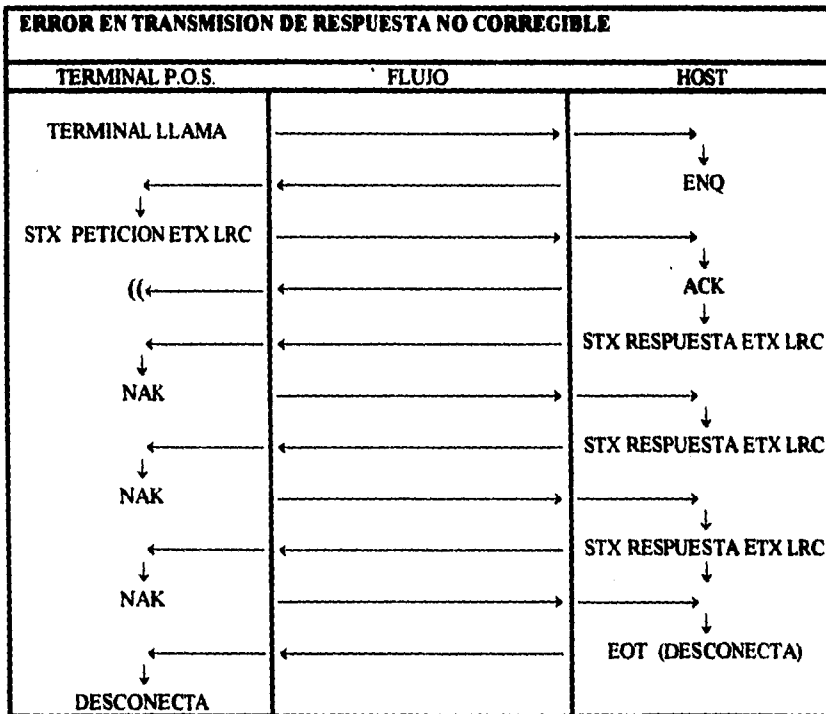 ERROR EN TRANSMISION DE RESPUESTA NO CORREGIBLE
TERMINAL P.O.S. FLUJO HOST
TERMINAL LLAMA
ENQ
STX PETICION ETX LRC
(( ACK
STX RESPUESTA ETX LRC
NAK
STX RESPUESTA ETX LRC
NAK
STX RESPUESTA ETX LRC
NAK
EOT (DESCONECTA)
DESCONECTA